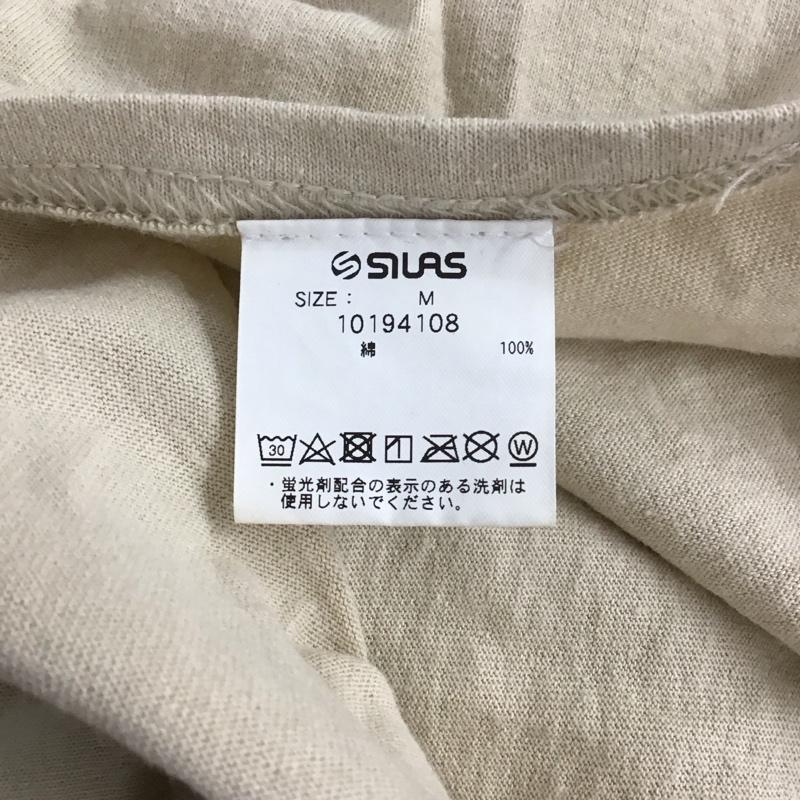 SILAS
SIZE : M
10194108
綿 100%
30 W
・蛍光剤配合の表示のある洗剤は
使用しないでください。